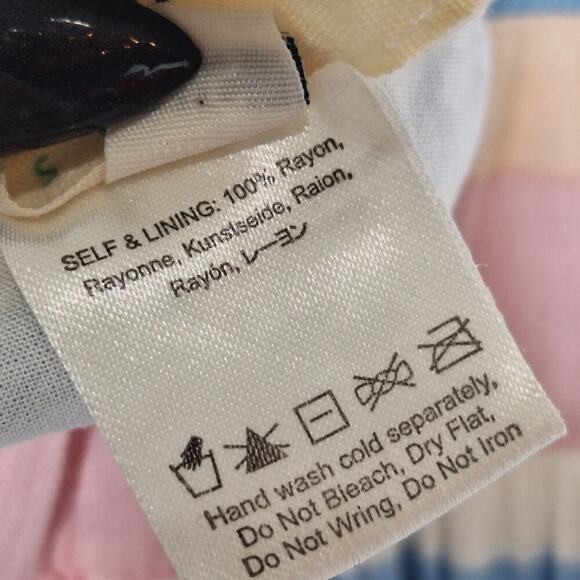 SELF & LINING: 100% Rayon,
Rayonne, Kunstseide, Raion,
Rayón, レーヨン
Hand wash cold separately,
Do Not Bleach, Dry Flat,
Do Not Wring, Do Not Iron